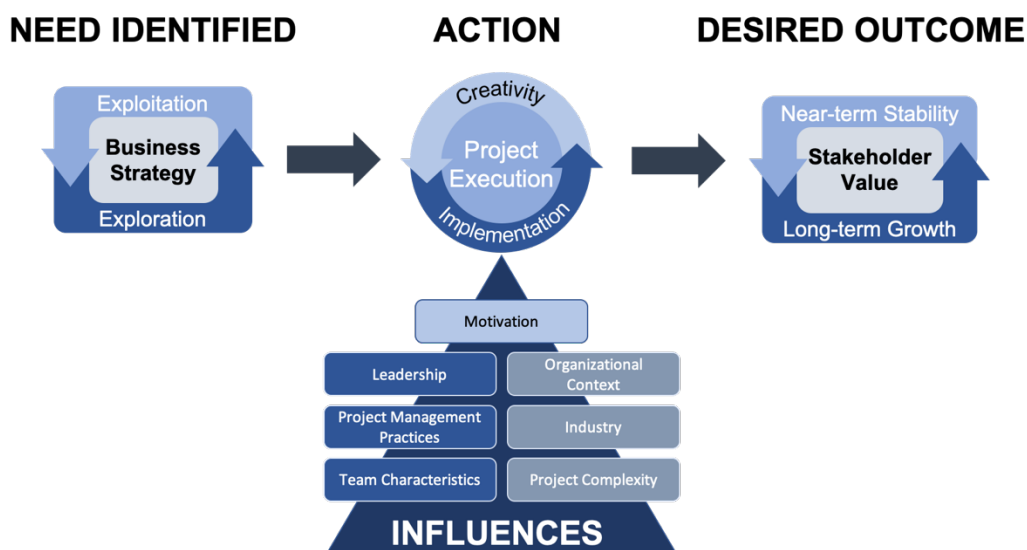 NEED IDENTIFIED
ACTION
DESIRED OUTCOME
Exploitation
Business
Strategy
Exploration
Creativity
Project
Execution
Implementation
Near-term Stability
Stakeholder
Value
Long-term Growth
Motivation
Leadership
Organizational
Context
Project Management
Practices
Industry
Team Characteristics
Project Complexity
INFLUENCES